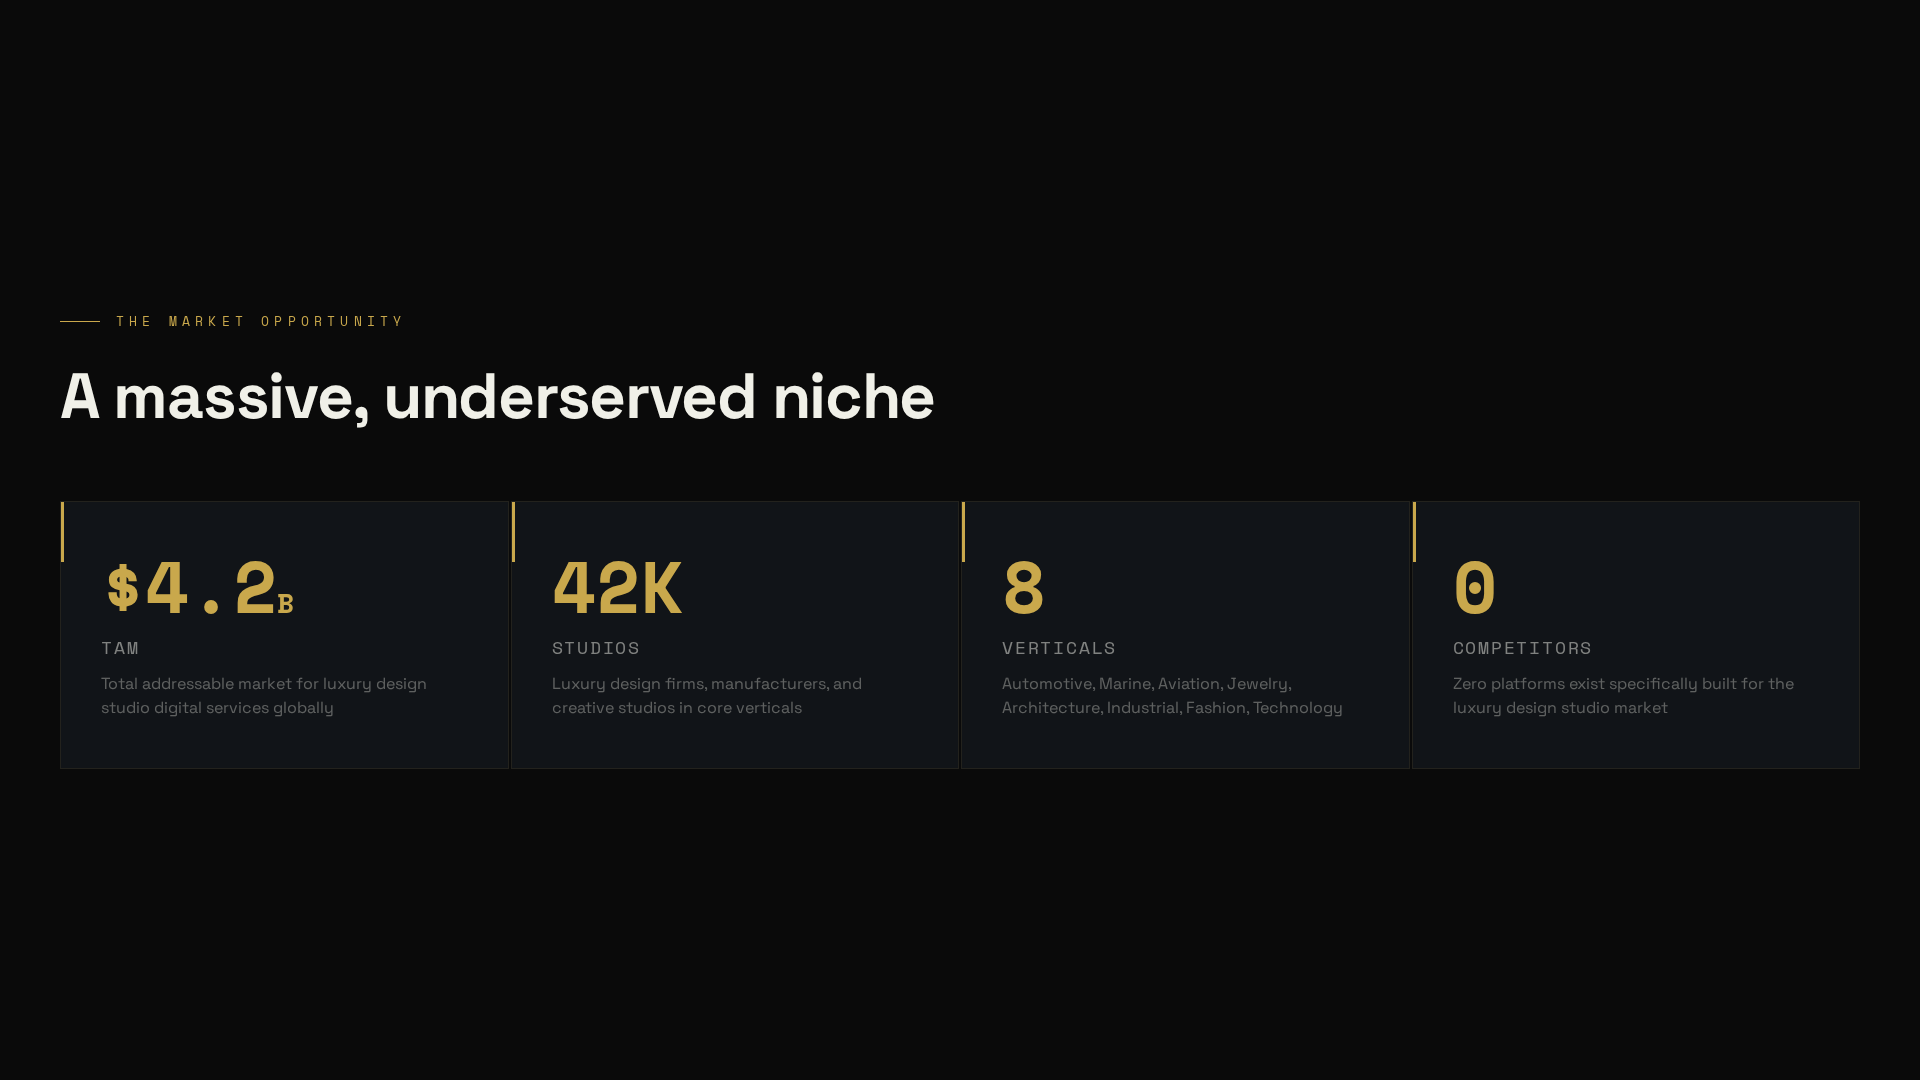 THE MARKET OPPORTUNITY
A massive, underserved niche
$4.2B
TAM
Total addressable market for luxury design
studio digital services globally
42K
STUDIOS
Luxury design firms, manufacturers, and
creative studios in core verticals
8
VERTICALS
Automotive, Marine, Aviation, Jewelry,
Architecture, Industrial, Fashion, Technology
0
COMPETITORS
Zero platforms exist specifically built for the
luxury design studio market